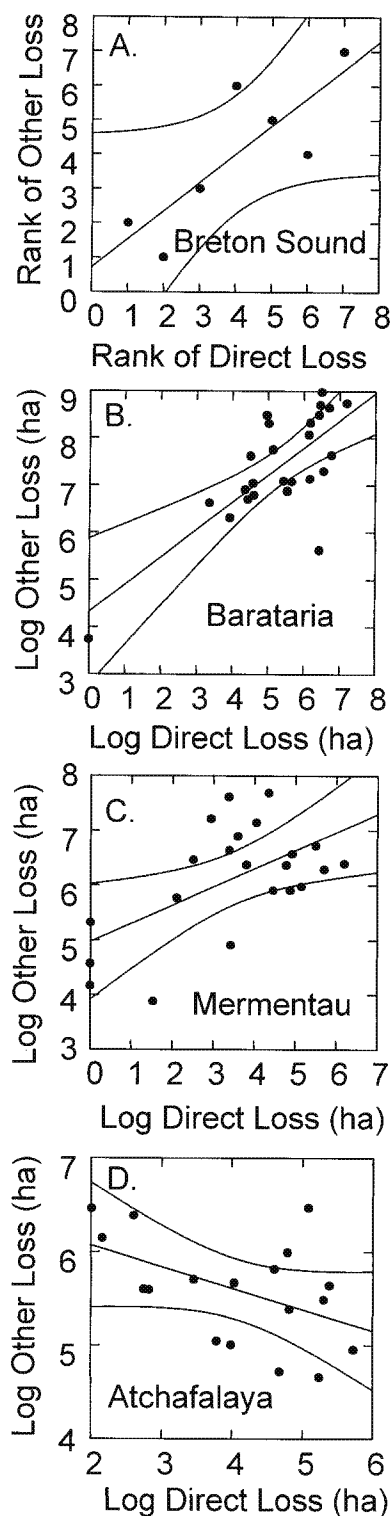 A.
Rank of Other Loss
8
7
6
5
4
3
2
1
0
Breton Sound
0 1 2 3 4 5 6 7 8
Rank of Direct Loss
B.
Log Other Loss (ha)
9
8
7
6
5
4
3
Barataria
0 1 2 3 4 5 6 7 8
Log Direct Loss (ha)
C.
Log Other Loss (ha)
8
7
6
5
4
3
Mermentau
0 1 2 3 4 5 6 7
Log Direct Loss (ha)
D.
Log Other Loss (ha)
7
6
5
4
Atchafalaya
2 3 4 5 6
Log Direct Loss (ha)